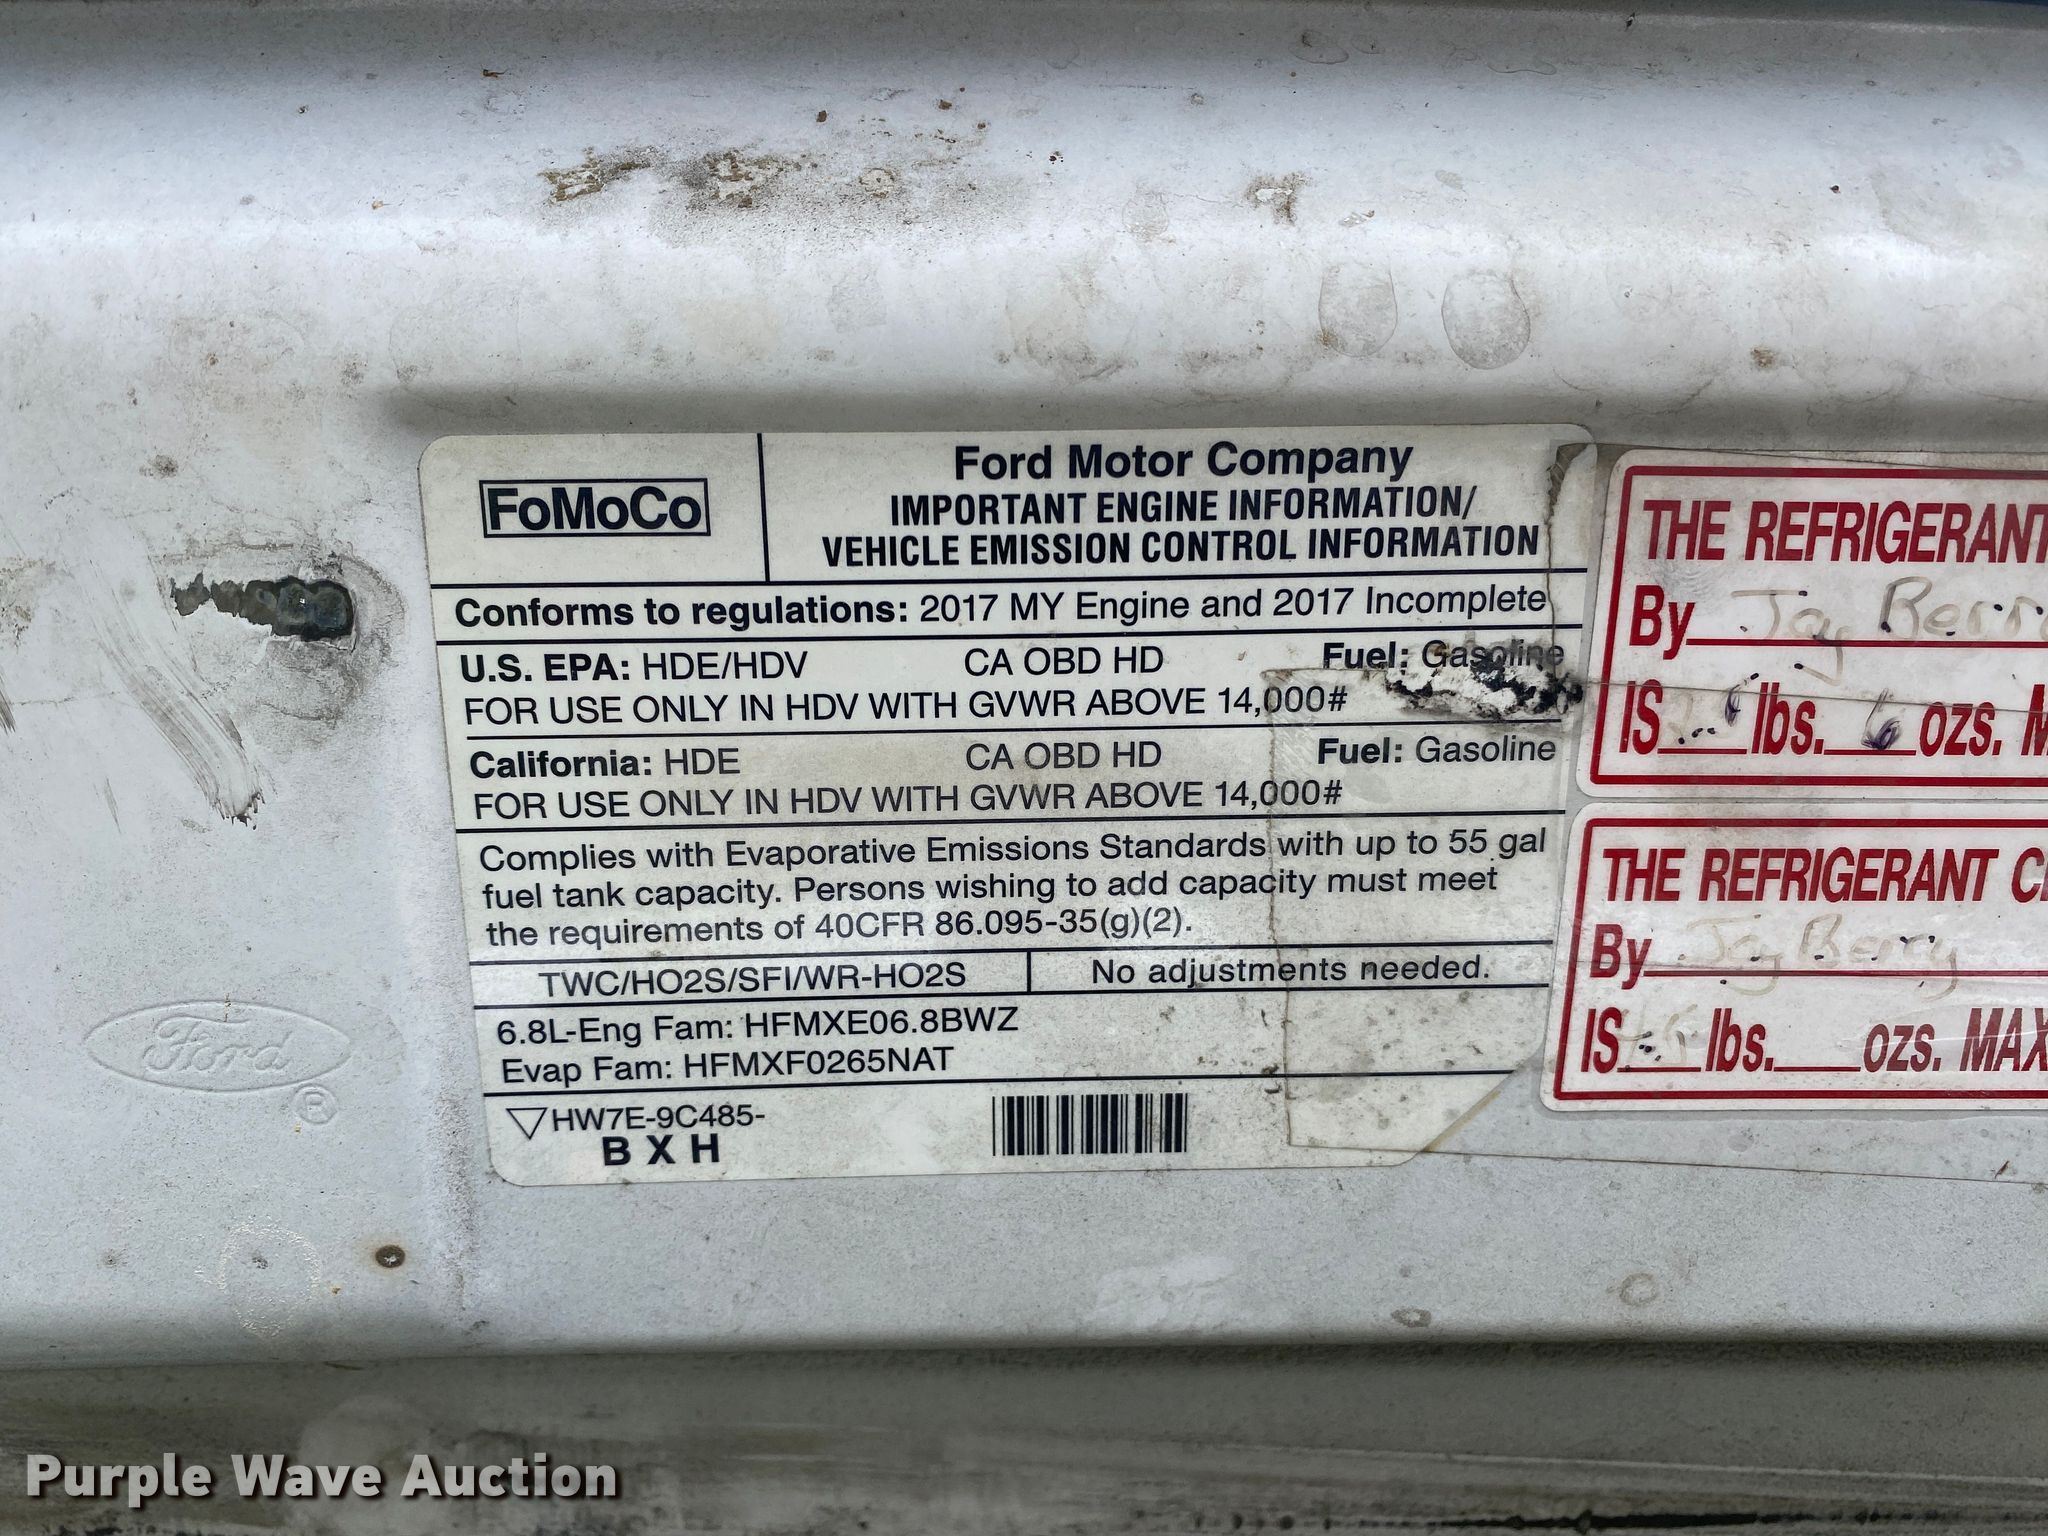 FoMoCo
Ford Motor Company
IMPORTANT ENGINE INFORMATION/
VEHICLE EMISSION CONTROL INFORMATION
Conforms to regulations: 2017 MY Engine and 2017 Incomplete
U.S. EPA: HDE/HDV CA OBD HD Fuel: Gasoline
FOR USE ONLY IN HDV WITH GVWR ABOVE 14,000#
California: HDE CA OBD HD Fuel: Gasoline
FOR USE ONLY IN HDV WITH GVWR ABOVE 14,000#
Complies with Evaporative Emissions Standards with up to 55 gal
fuel tank capacity. Persons wishing to add capacity must meet
the requirements of 40CFR 86.095-35(g)(2).
TWC/HO2S/SFI/WR-HO2S No adjustments needed.
6.8L-Eng Fam: HFMXE06.8BWZ
Evap Fam: HFMXF0265NAT
HW7E-9C485-
B X H
THE REFRIGERANT
By Jay Berr
IS lbs. 6 ozs. M
THE REFRIGERANT C
By Jay Berry
IS lbs. ozs. MAX
Ford
®
Purple Wave Auction